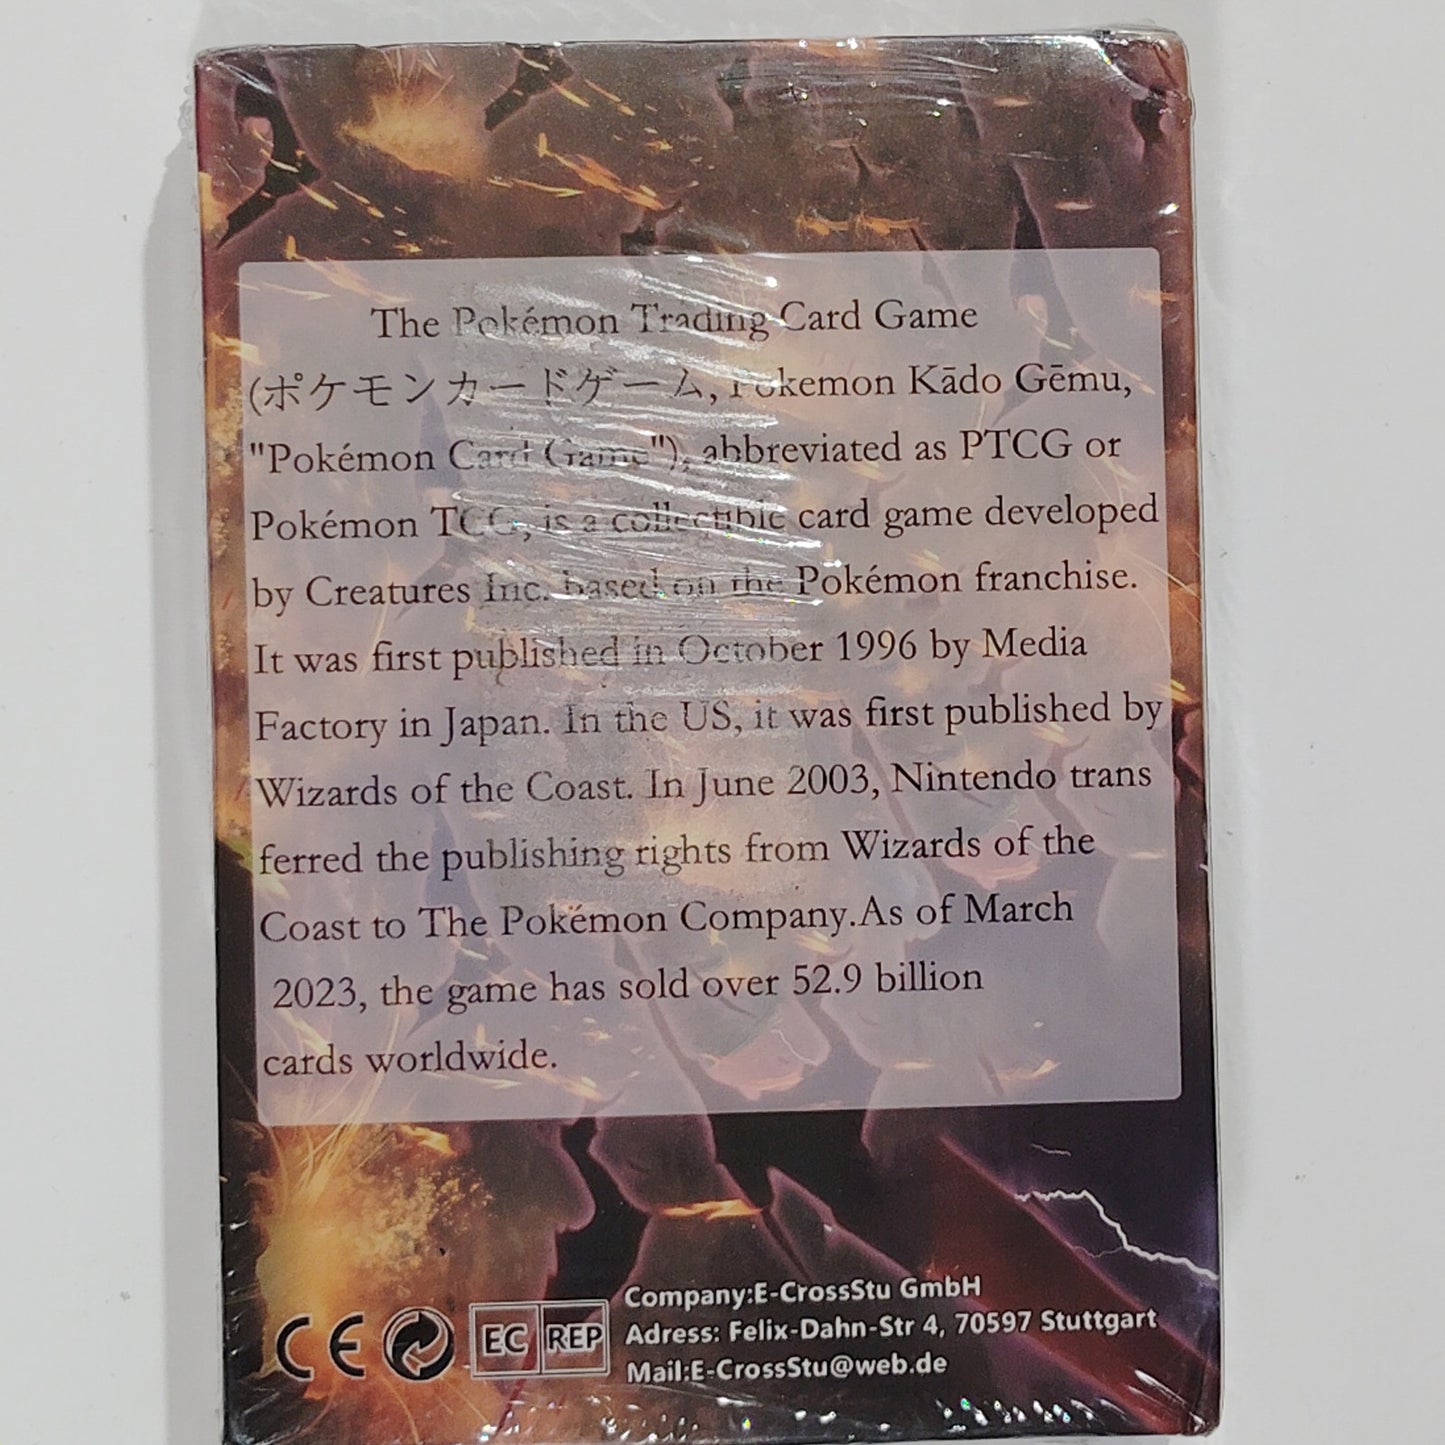 The Pokémon Trading Card Game
(ポケモンカードゲーム, Pokemon Kādo Gēmu,
"Pokémon Card Game"), abbreviated as PTCG or
Pokémon TCG, is a collectible card game developed
by Creatures Inc. based on the Pokémon franchise.
It was first published in October 1996 by Media
Factory in Japan. In the US, it was first published by
Wizards of the Coast. In June 2003, Nintendo trans
ferred the publishing rights from Wizards of the
Coast to The Pokémon Company.As of March
2023, the game has sold over 52.9 billion
cards worldwide.
CE EC REP
Company:E-CrossStu GmbH
Adress: Felix-Dahn-Str 4, 70597 Stuttgart
Mail:E-CrossStu@web.de